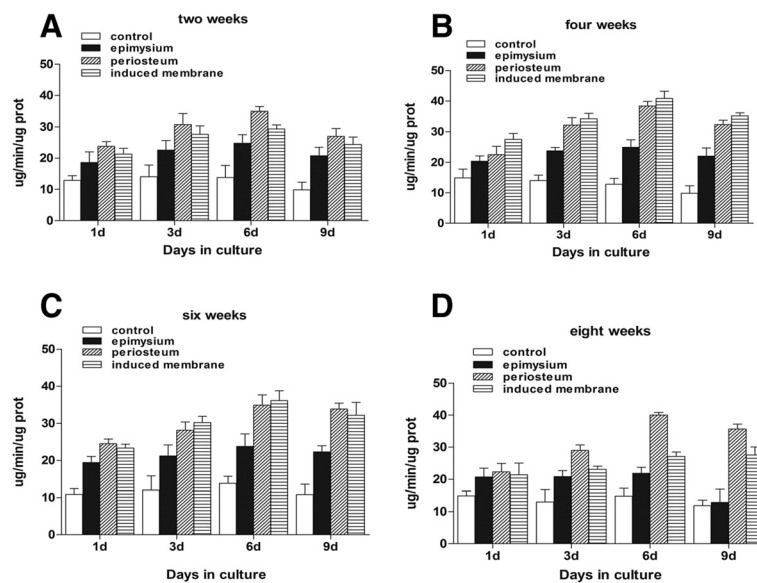 A
two weeks
control
epimysium
periosteum
induced membrane
50
40
30
20
10
0
ug/min/ug prot
1d 3d 6d 9d
Days in culture
B
four weeks
control
epimysium
periosteum
induced membrane
50
40
30
20
10
0
ug/min/ug prot
1d 3d 6d 9d
Days in culture
C
six weeks
control
epimysium
periosteum
induced membrane
50
40
30
20
10
0
ug/min/ug prot
1d 3d 6d 9d
Days in culture
D
eight weeks
control
epimysium
periosteum
induced membrane
50
40
30
20
10
0
ug/min/ug prot
1d 3d 6d 9d
Days in culture